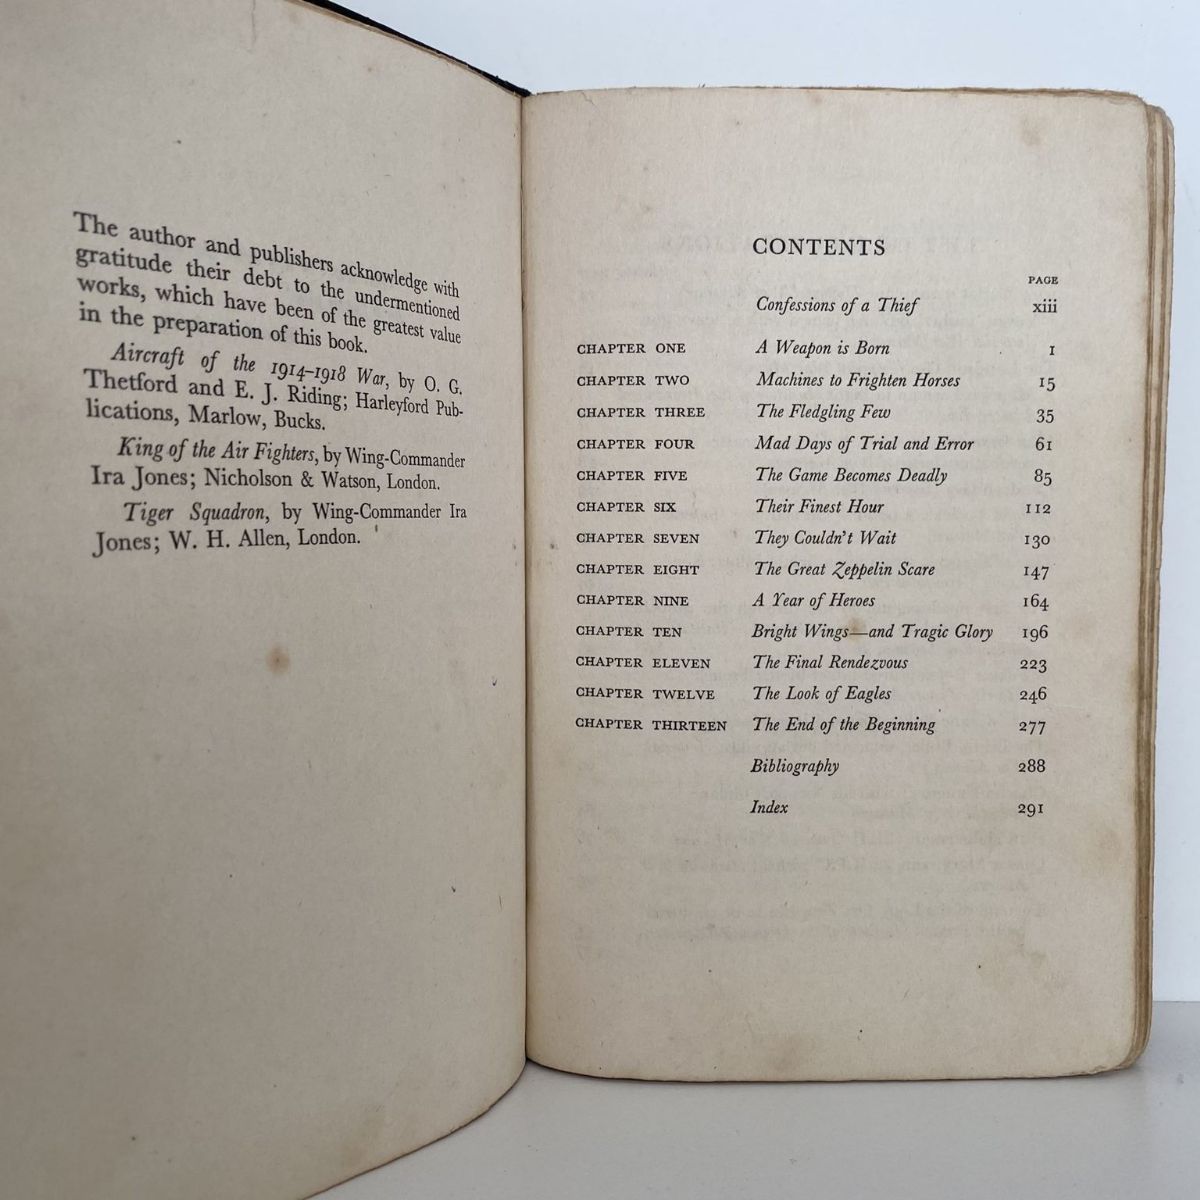 The author and publishers acknowledge with
gratitude their debt to the undermentioned
works, which have been of the greatest value
in the preparation of this book.
Aircraft of the 1914–1918 War, by O. G.
Thetford and E. J. Riding; Harleyford Pub-
lications, Marlow, Bucks.
King of the Air Fighters, by Wing-Commander
Ira Jones; Nicholson & Watson, London.
Tiger Squadron, by Wing-Commander Ira
Jones; W. H. Allen, London.
CONTENTS
PAGE
Confessions of a Thief xiii
CHAPTER ONE A Weapon is Born 1
CHAPTER TWO Machines to Frighten Horses 15
CHAPTER THREE The Fledgling Few 35
CHAPTER FOUR Mad Days of Trial and Error 61
CHAPTER FIVE The Game Becomes Deadly 85
CHAPTER SIX Their Finest Hour 112
CHAPTER SEVEN They Couldn't Wait 130
CHAPTER EIGHT The Great Zeppelin Scare 147
CHAPTER NINE A Year of Heroes 164
CHAPTER TEN Bright Wings—and Tragic Glory 196
CHAPTER ELEVEN The Final Rendezvous 223
CHAPTER TWELVE The Look of Eagles 246
CHAPTER THIRTEEN The End of the Beginning 277
Bibliography 288
Index 291